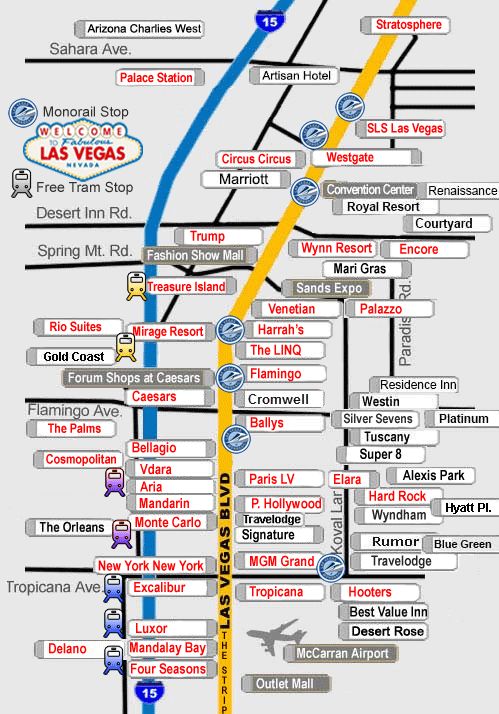 15
Stratosphere
Arizona Charlies West
Sahara Ave.
Palace Station
Artisan Hotel
Monorail Stop
WELCOME
TO Fabulous
LAS VEGAS
NEVADA
SLS Las Vegas
Circus Circus
Westgate
Free Tram Stop
Marriott
Convention Center
Renaissance
Royal Resort
Desert Inn Rd.
Courtyard
Trump
Spring Mt. Rd.
Fashion Show Mall
Wynn Resort
Encore
Mari Gras
Treasure Island
Sands Expo
Paradise Rd.
Venetian
Palazzo
Rio Suites
Mirage Resort
Harrah's
Gold Coast
The LINQ
Forum Shops at Caesars
Flamingo
Residence Inn
Caesars
Cromwell
Westin
Flamingo Ave.
Ballys
Silver Sevens
Platinum
The Palms
Tuscany
Bellagio
Super 8
Cosmopolitan
Vdara
Paris LV
Elara
Alexis Park
Aria
Hard Rock
Mandarin
P. Hollywood
Hyatt Pl.
Wyndham
The Orleans
Monte Carlo
Travelodge
Signature
LAS VEGAS BLVD
THE STRIP
Koval Lan
Rumor
Blue Green
New York New York
MGM Grand
Travelodge
Tropicana Ave.
Excalibur
Tropicana
Hooters
Best Value Inn
Luxor
Desert Rose
Delano
Mandalay Bay
McCarran Airport
Four Seasons
Outlet Mall
15